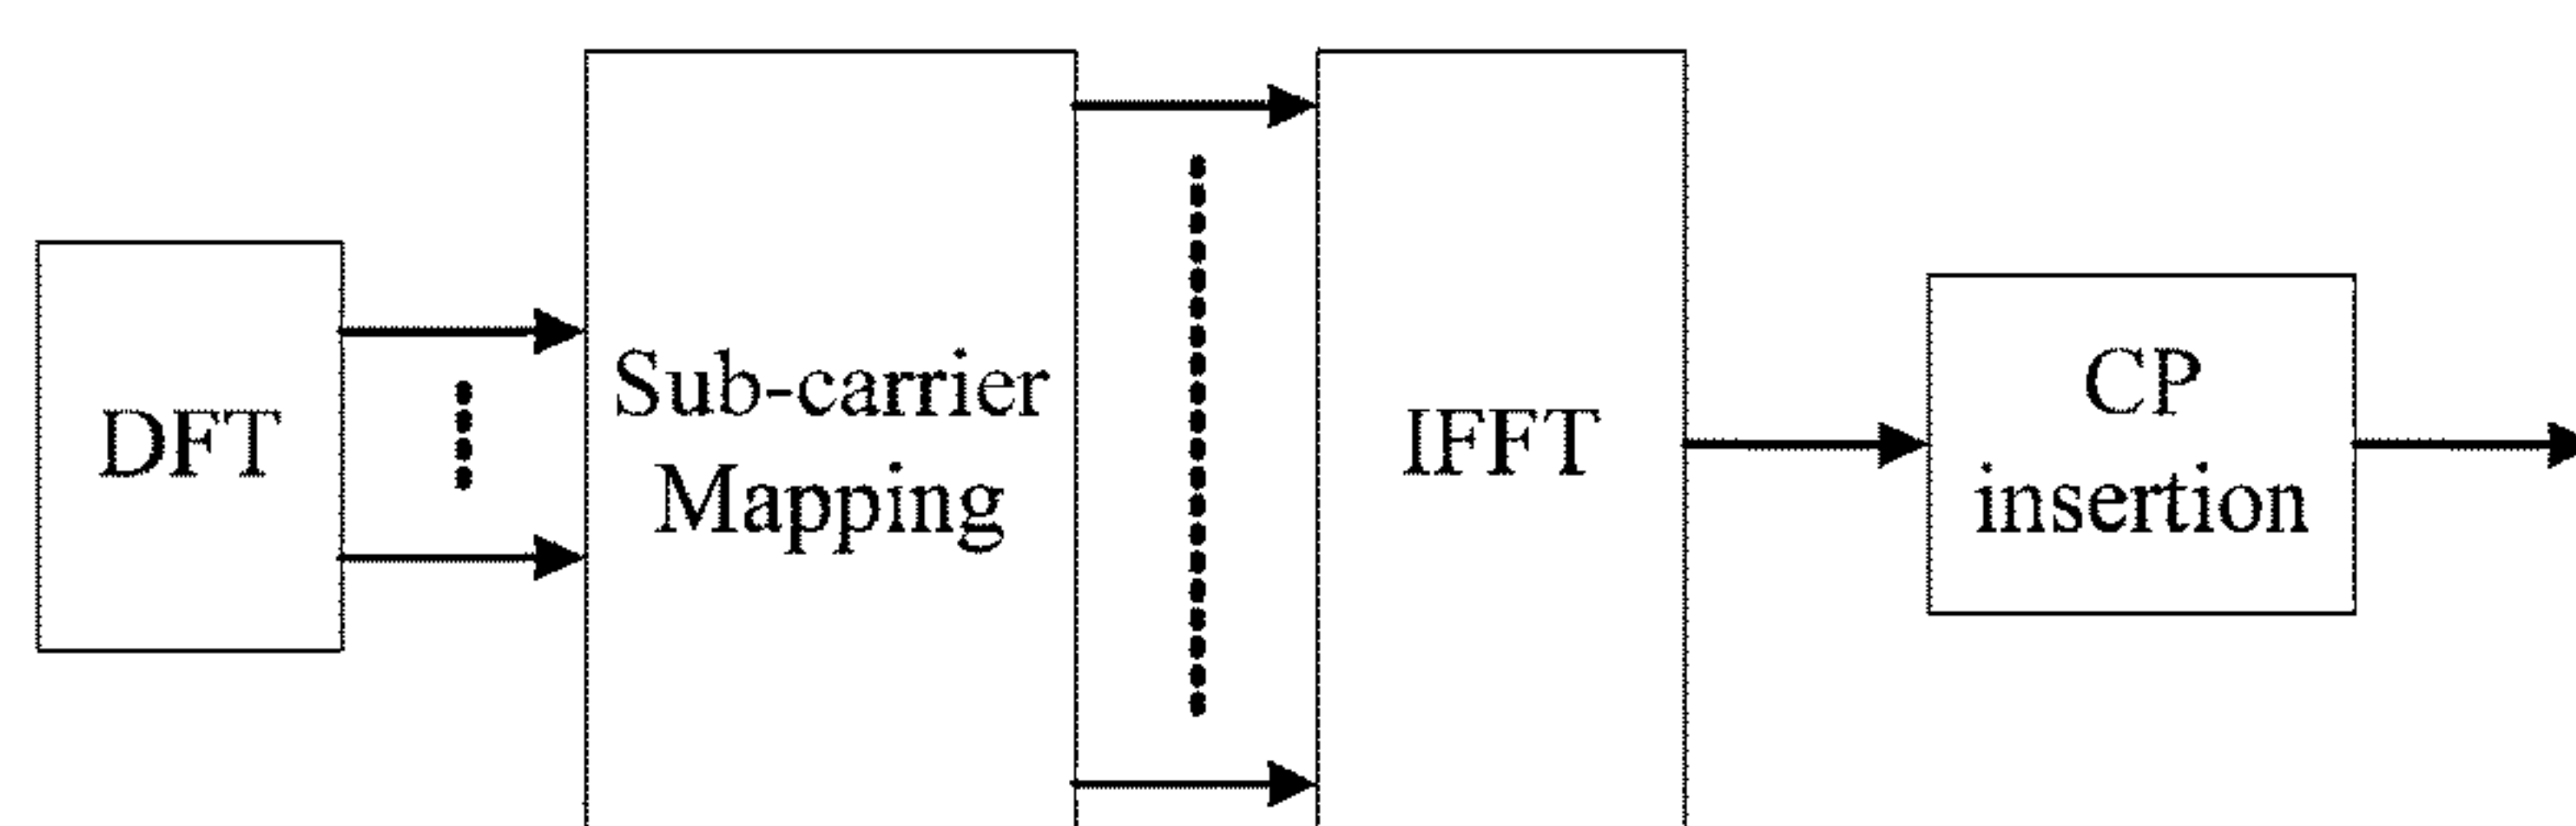 DFT
Sub-carrier
Mapping
IFFT
CP
insertion